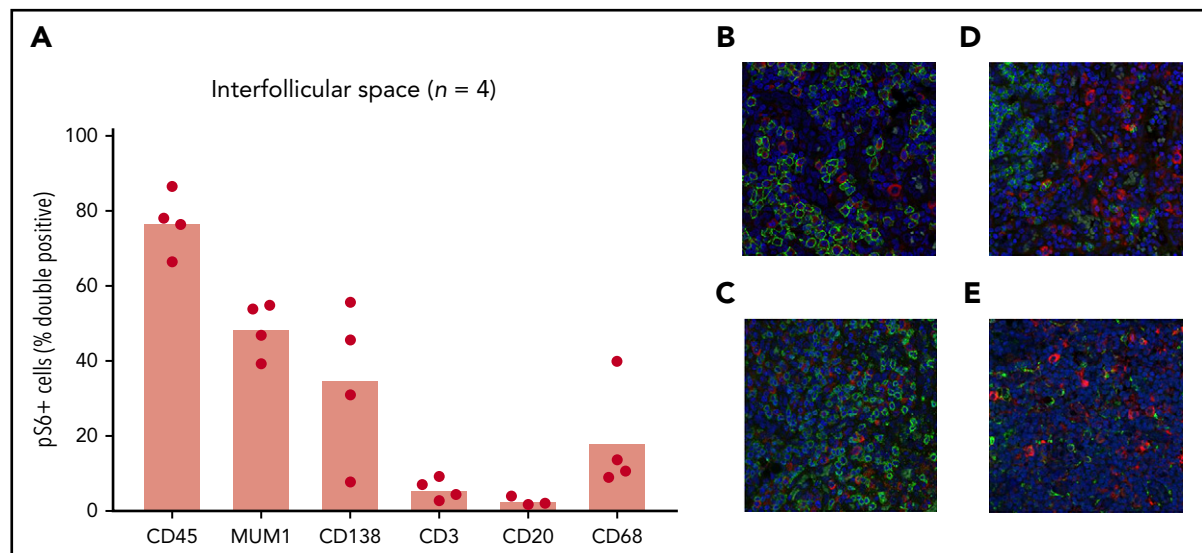 A
Interfollicular space (n = 4)
pS6+ cells (% double positive)
100
80
60
40
20
0
CD45 MUM1 CD138 CD3 CD20 CD68
B
D
C
E